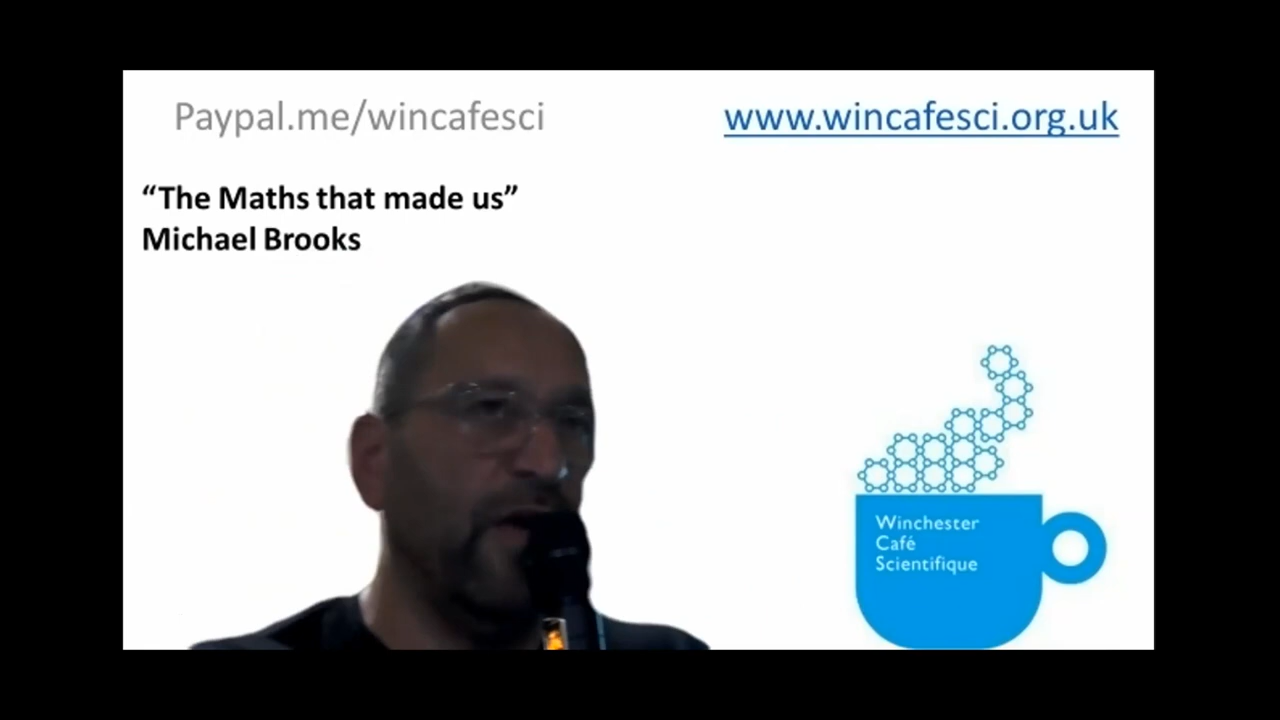 Paypal.me/wincafesci
www.wincafesci.org.uk
“The Maths that made us”
Michael Brooks
Winchester
Café
Scientifique